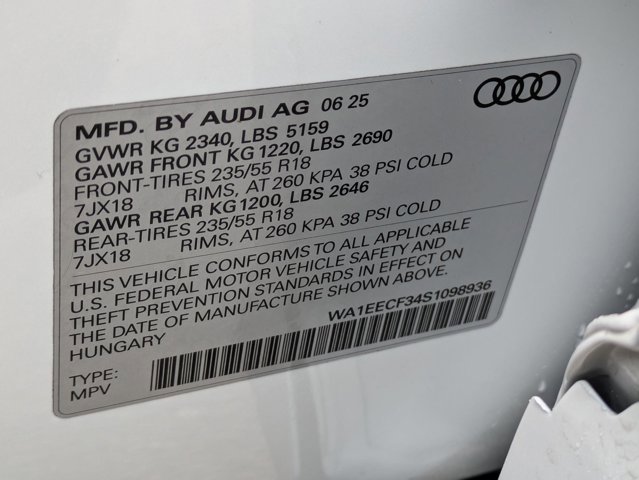 MFD. BY AUDI AG 06 25
GVWR KG 2340, LBS 5159
GAWR FRONT KG 1220, LBS 2690
FRONT-TIRES 235/55 R18
7JX18 RIMS, AT 260 KPA 38 PSI COLD
GAWR REAR KG 1200, LBS 2646
REAR-TIRES 235/55 R18
7JX18 RIMS, AT 260 KPA 38 PSI COLD
THIS VEHICLE CONFORMS TO ALL APPLICABLE
U.S. FEDERAL MOTOR VEHICLE SAFETY AND
THEFT PREVENTION STANDARDS IN EFFECT ON
THE DATE OF MANUFACTURE SHOWN ABOVE.
HUNGARY WA1EECF34S1098936
TYPE:
MPV